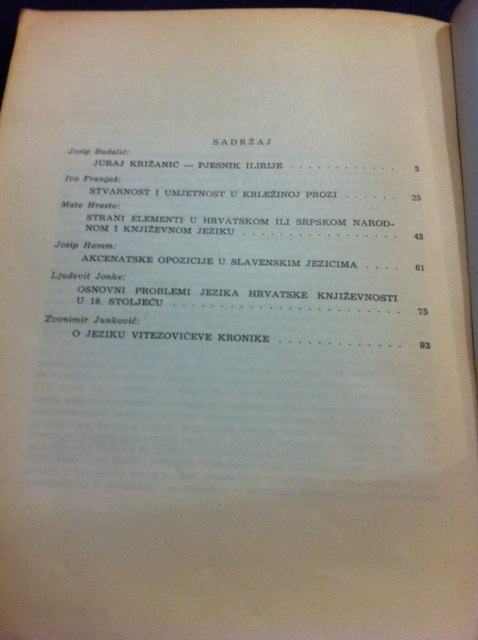 SADRŽAJ
Josip Badalić:
JURAJ KRIŽANIĆ — PJESNIK ILIRIJE . . . . . . . . . . . . 5
Ivo Frangeš:
STVARNOST I UMJETNOST U KRLEŽINOJ PROZI . . . . . 25
Mate Hraste:
STRANI ELEMENTI U HRVATSKOM ILI SRPSKOM NAROD-
NOM I KNJIŽEVNOM JEZIKU . . . . . . . . . . . . . . . . 43
Josip Hamm:
AKCENATSKE OPOZICIJE U SLAVENSKIM JEZICIMA . . . . 61
Ljudevit Jonke:
OSNOVNI PROBLEMI JEZIKA HRVATSKE KNJIŽEVNOSTI
U 19. STOLJEĆU . . . . . . . . . . . . . . . . . . . . . 75
Zvonimir Junković:
O JEZIKU VITEZOVIĆEVE KRONIKE . . . . . . . . . . . . 93